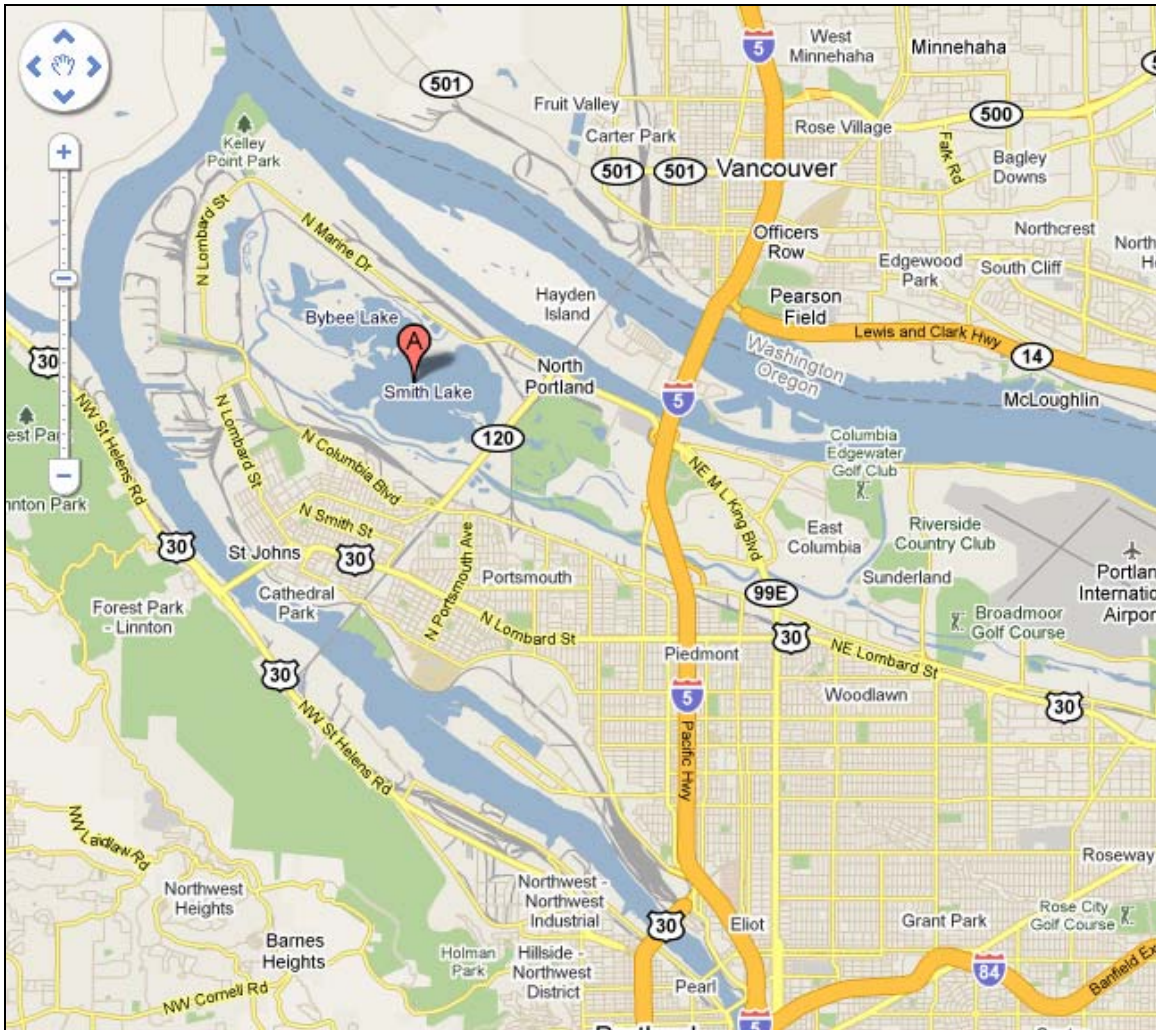 5
West
Minnehaha
Minnehaha
501
Fruit Valley
Carter Park
500
Rose Village
Falk Rd
Bagley
Downs
Kelley
Point Park
501
501
Vancouver
N Lombard St
N Marine Dr
Officers
Row
Northcrest
Edgewood
Park
South Cliff
Hayden
Island
Pearson
Field
Bybee Lake
A
Lewis and Clark Hwy
14
Washington
Oregon
30
North
Portland
Smith Lake
5
McLoughlin
NW St Helens Rd
N Lombard St
120
N Columbia Blvd
Columbia
Edgewater
Golf Club
NE M L King Blvd
N Smith St
East
Columbia
Riverside
Country Club
30
St Johns
30
N Portsmouth Ave
Portsmouth
Sunderland
99E
Forest Park
- Linnton
Cathedral
Park
Broadmoor
Golf Course
N Lombard St
30
Piedmont
NE Lombard St
30
5
Woodlawn
30
NW St Helens Rd
Pacific Hwy
NW Laidlaw Rd
Northwest
Heights
Northwest -
Northwest
Industrial
Roseway
Barnes
Heights
30
Eliot
Grant Park
Rose City
Golf Course
Holman
Park
Hillside -
Northwest
District
84
NW Cornell Rd
Pearl
5